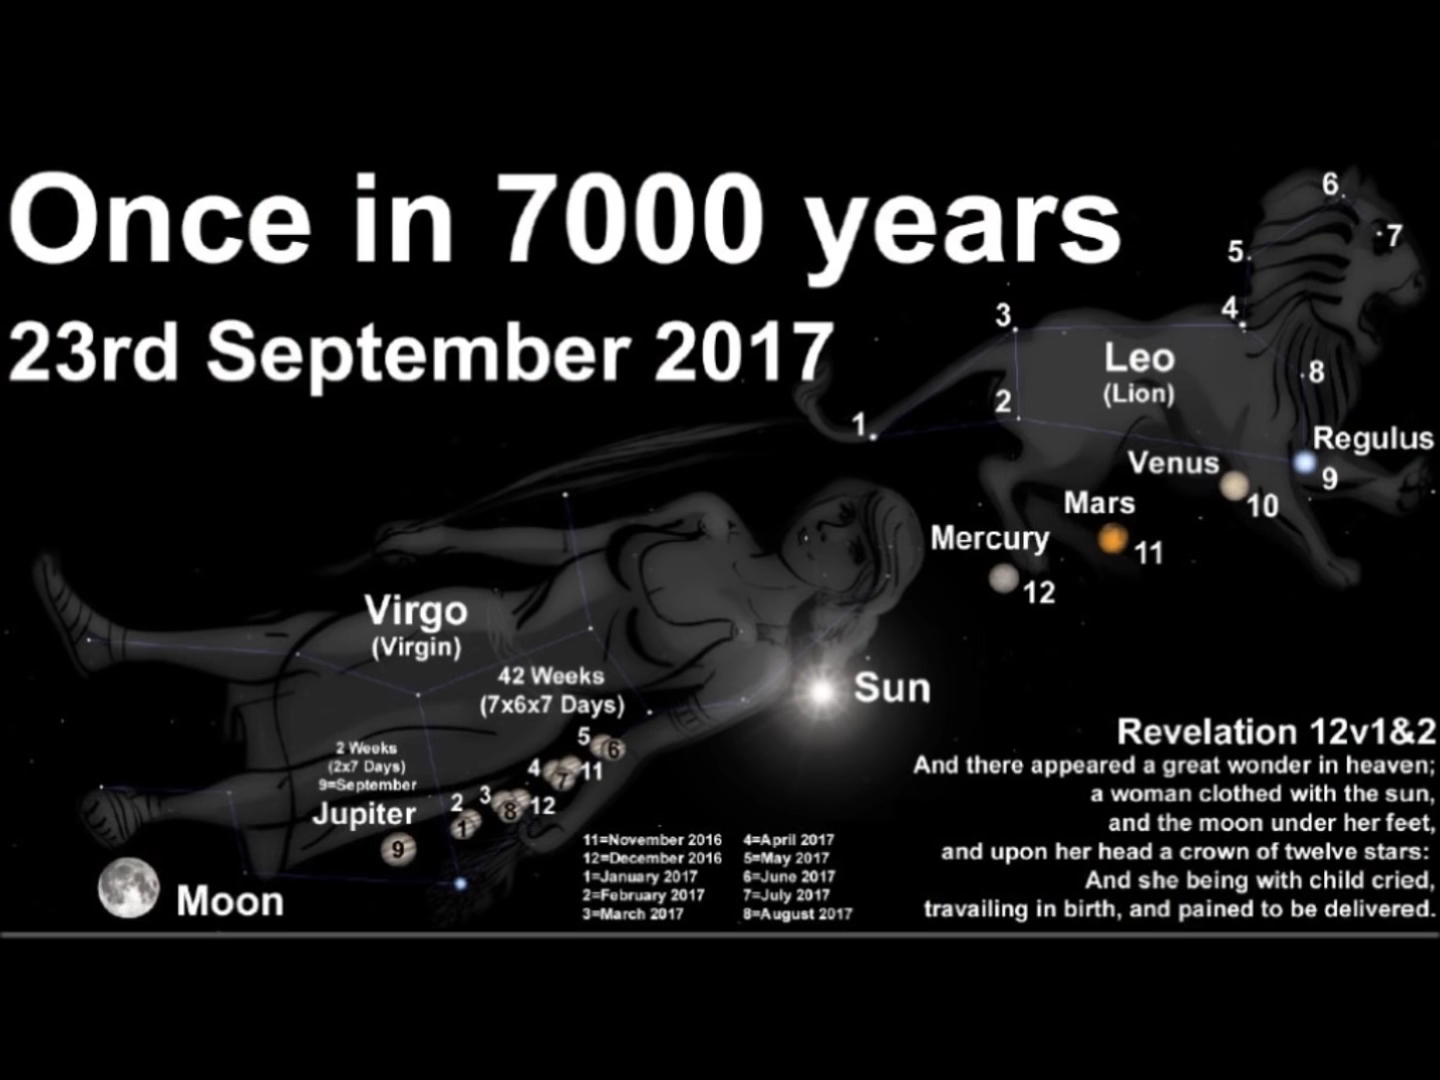 Once in 7000 years
23rd September 2017
6
7
5
4
3
Leo
(Lion)
8
2
1
Regulus
9
Venus
10
Mars
11
Mercury
12
Virgo
(Virgin)
42 Weeks
(7x6x7 Days)
Sun
5
6
4
7
11
2 Weeks
(2x7 Days)
9=September
Jupiter
9
2
1
3
8
12
Moon
11=November 2016
12=December 2016
1=January 2017
2=February 2017
3=March 2017
4=April 2017
5=May 2017
6=June 2017
7=July 2017
8=August 2017
Revelation 12v1&2
And there appeared a great wonder in heaven;
a woman clothed with the sun,
and the moon under her feet,
and upon her head a crown of twelve stars:
And she being with child cried,
travailing in birth, and pained to be delivered.